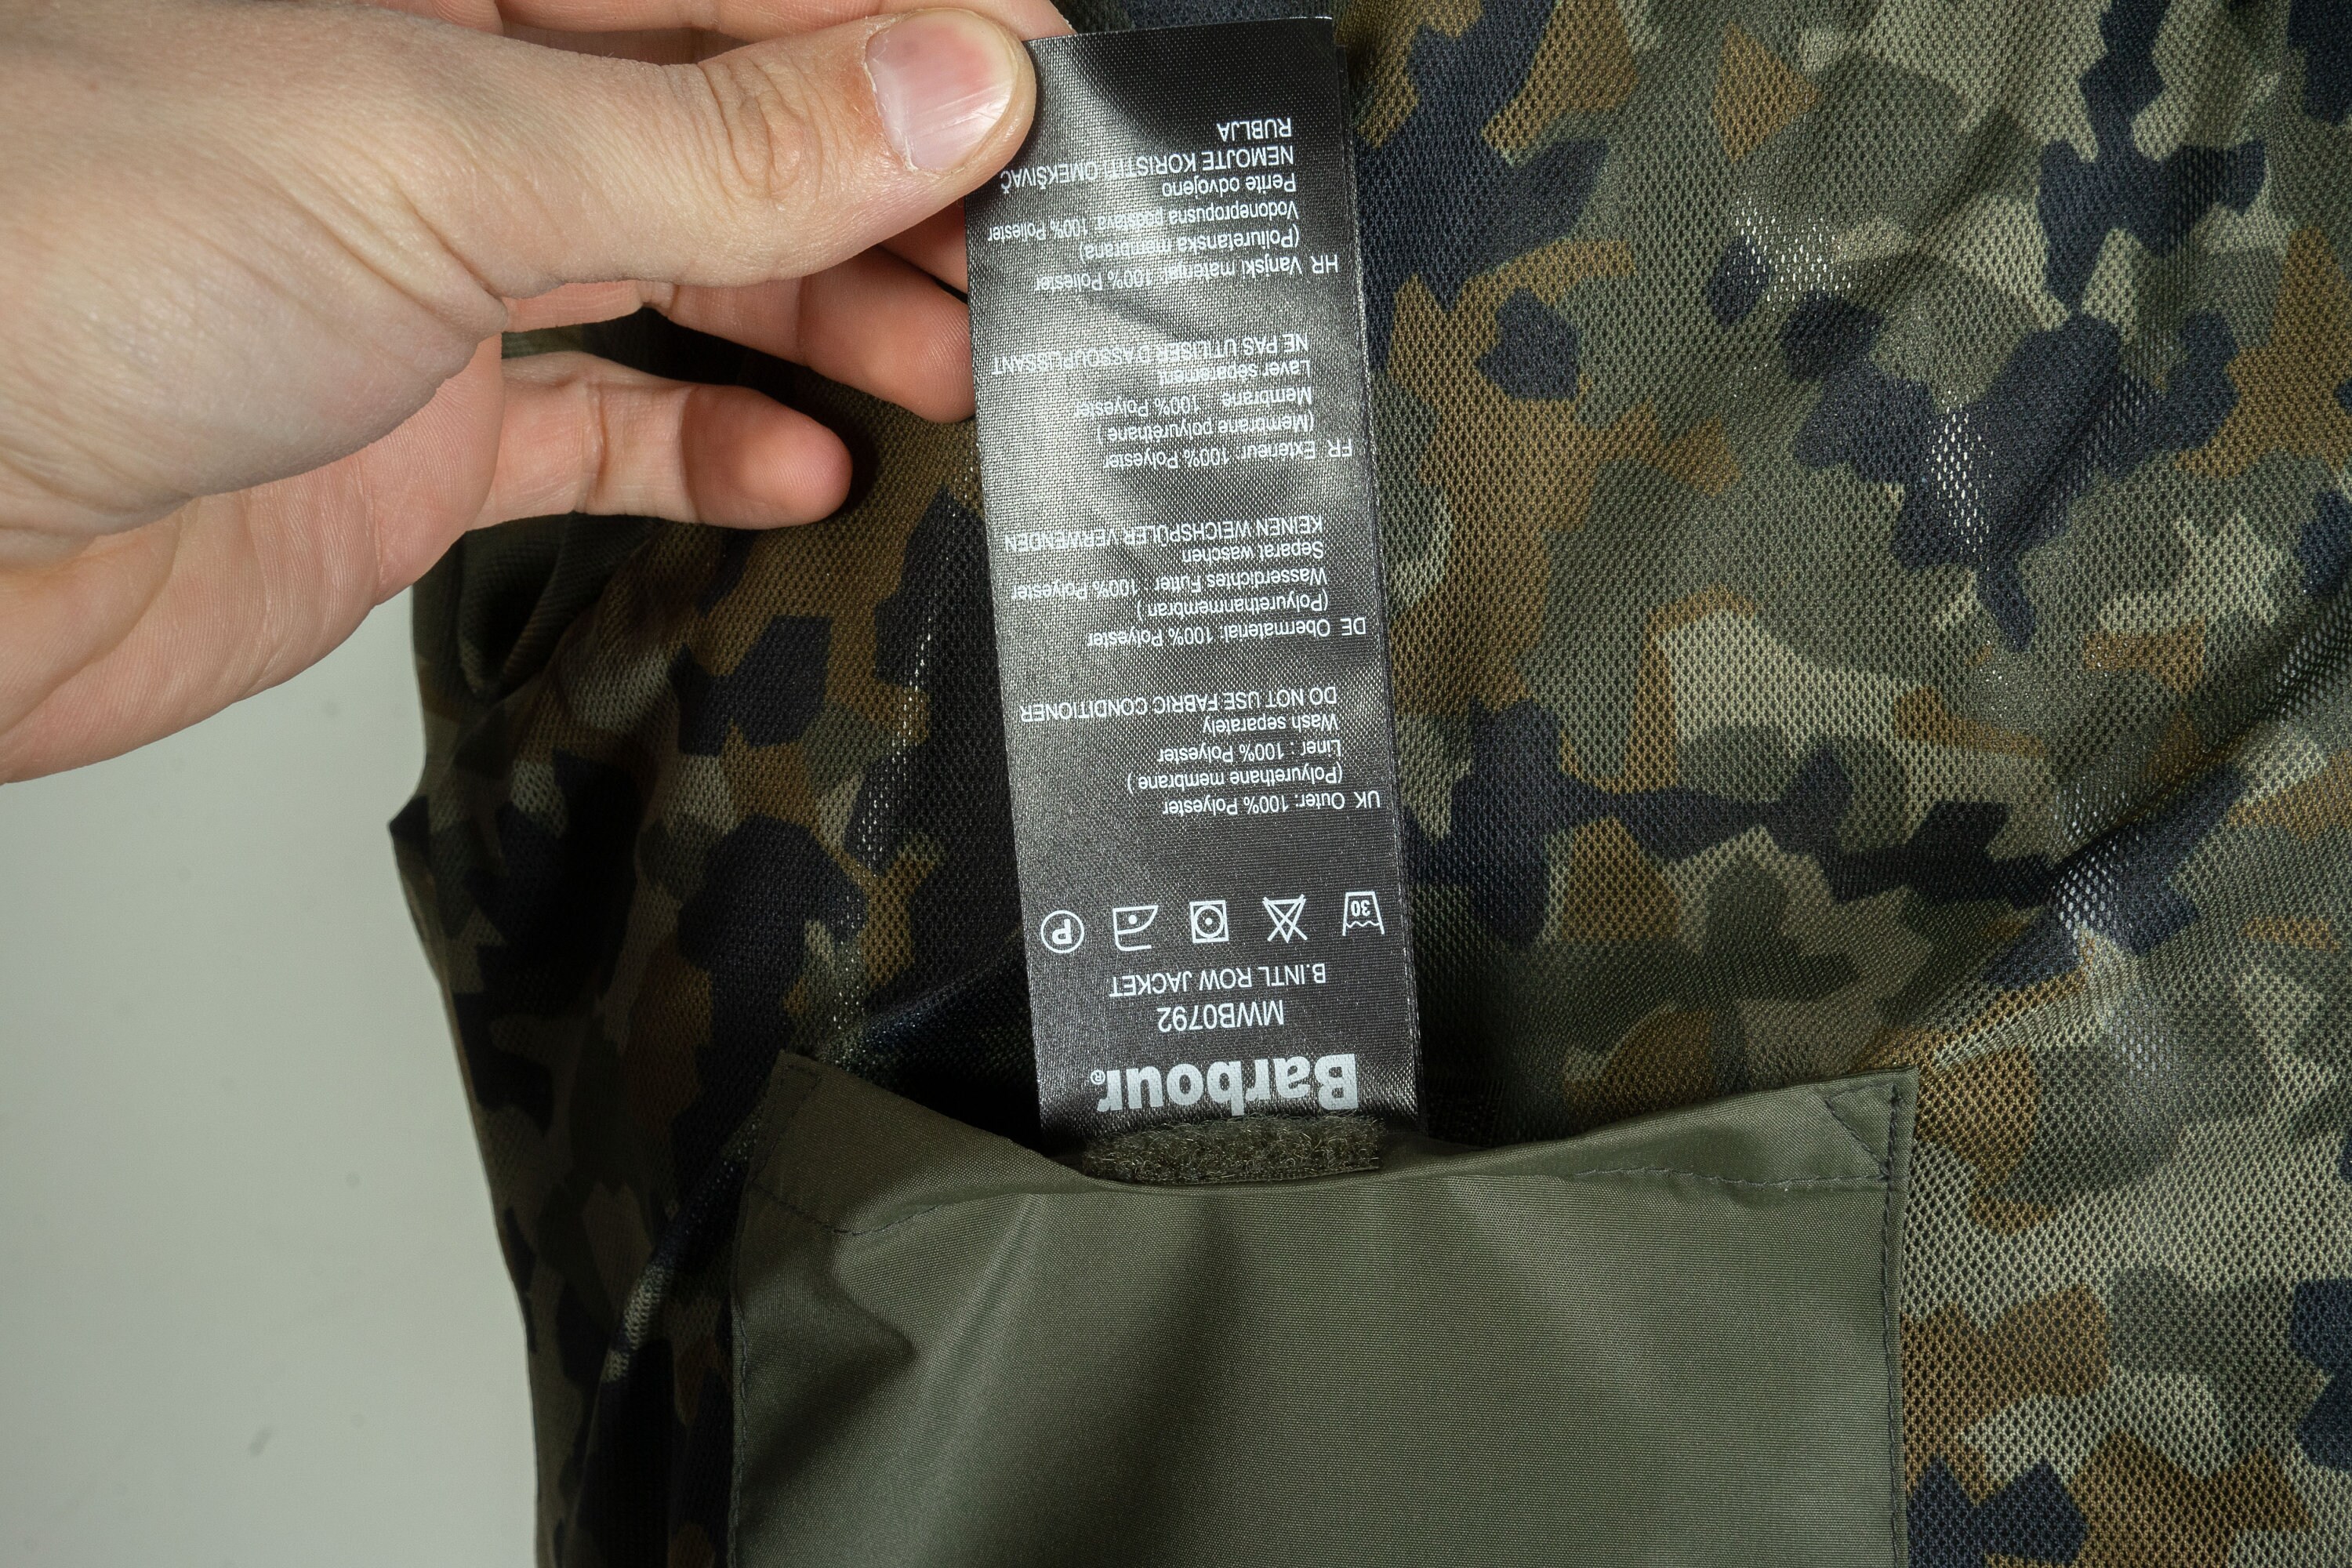 Barbour®
MWB0792
B.INTL ROW JACKET
30 P
UK Outer: 100% Polyester
(Polyurethane membrane )
Liner : 100% Polyester
Wash separately
DO NOT USE FABRIC CONDITIONER
DE Obermaterial: 100% Polyester
(Polyurethanmembran )
Wasserdichtes Futter 100% Polyester
Separat wascher
KEINEN WEICHSPÜLER VERWENDEN
FR Exterieur: 100% Polyester
(Membrane polyuréthane )
Membrane 100% Polyester
Laver séparément
NE PAS UTILISER D'ASSOUPLISSANT
HR Vanjski materijal 100% Poliester
(Poliuretanska membrana)
Vodonepropusna podstava 100% Poliester
Perite odvojeno
NEMOJTE KORISTITI OMEKŠIVAČ
RUBLJA